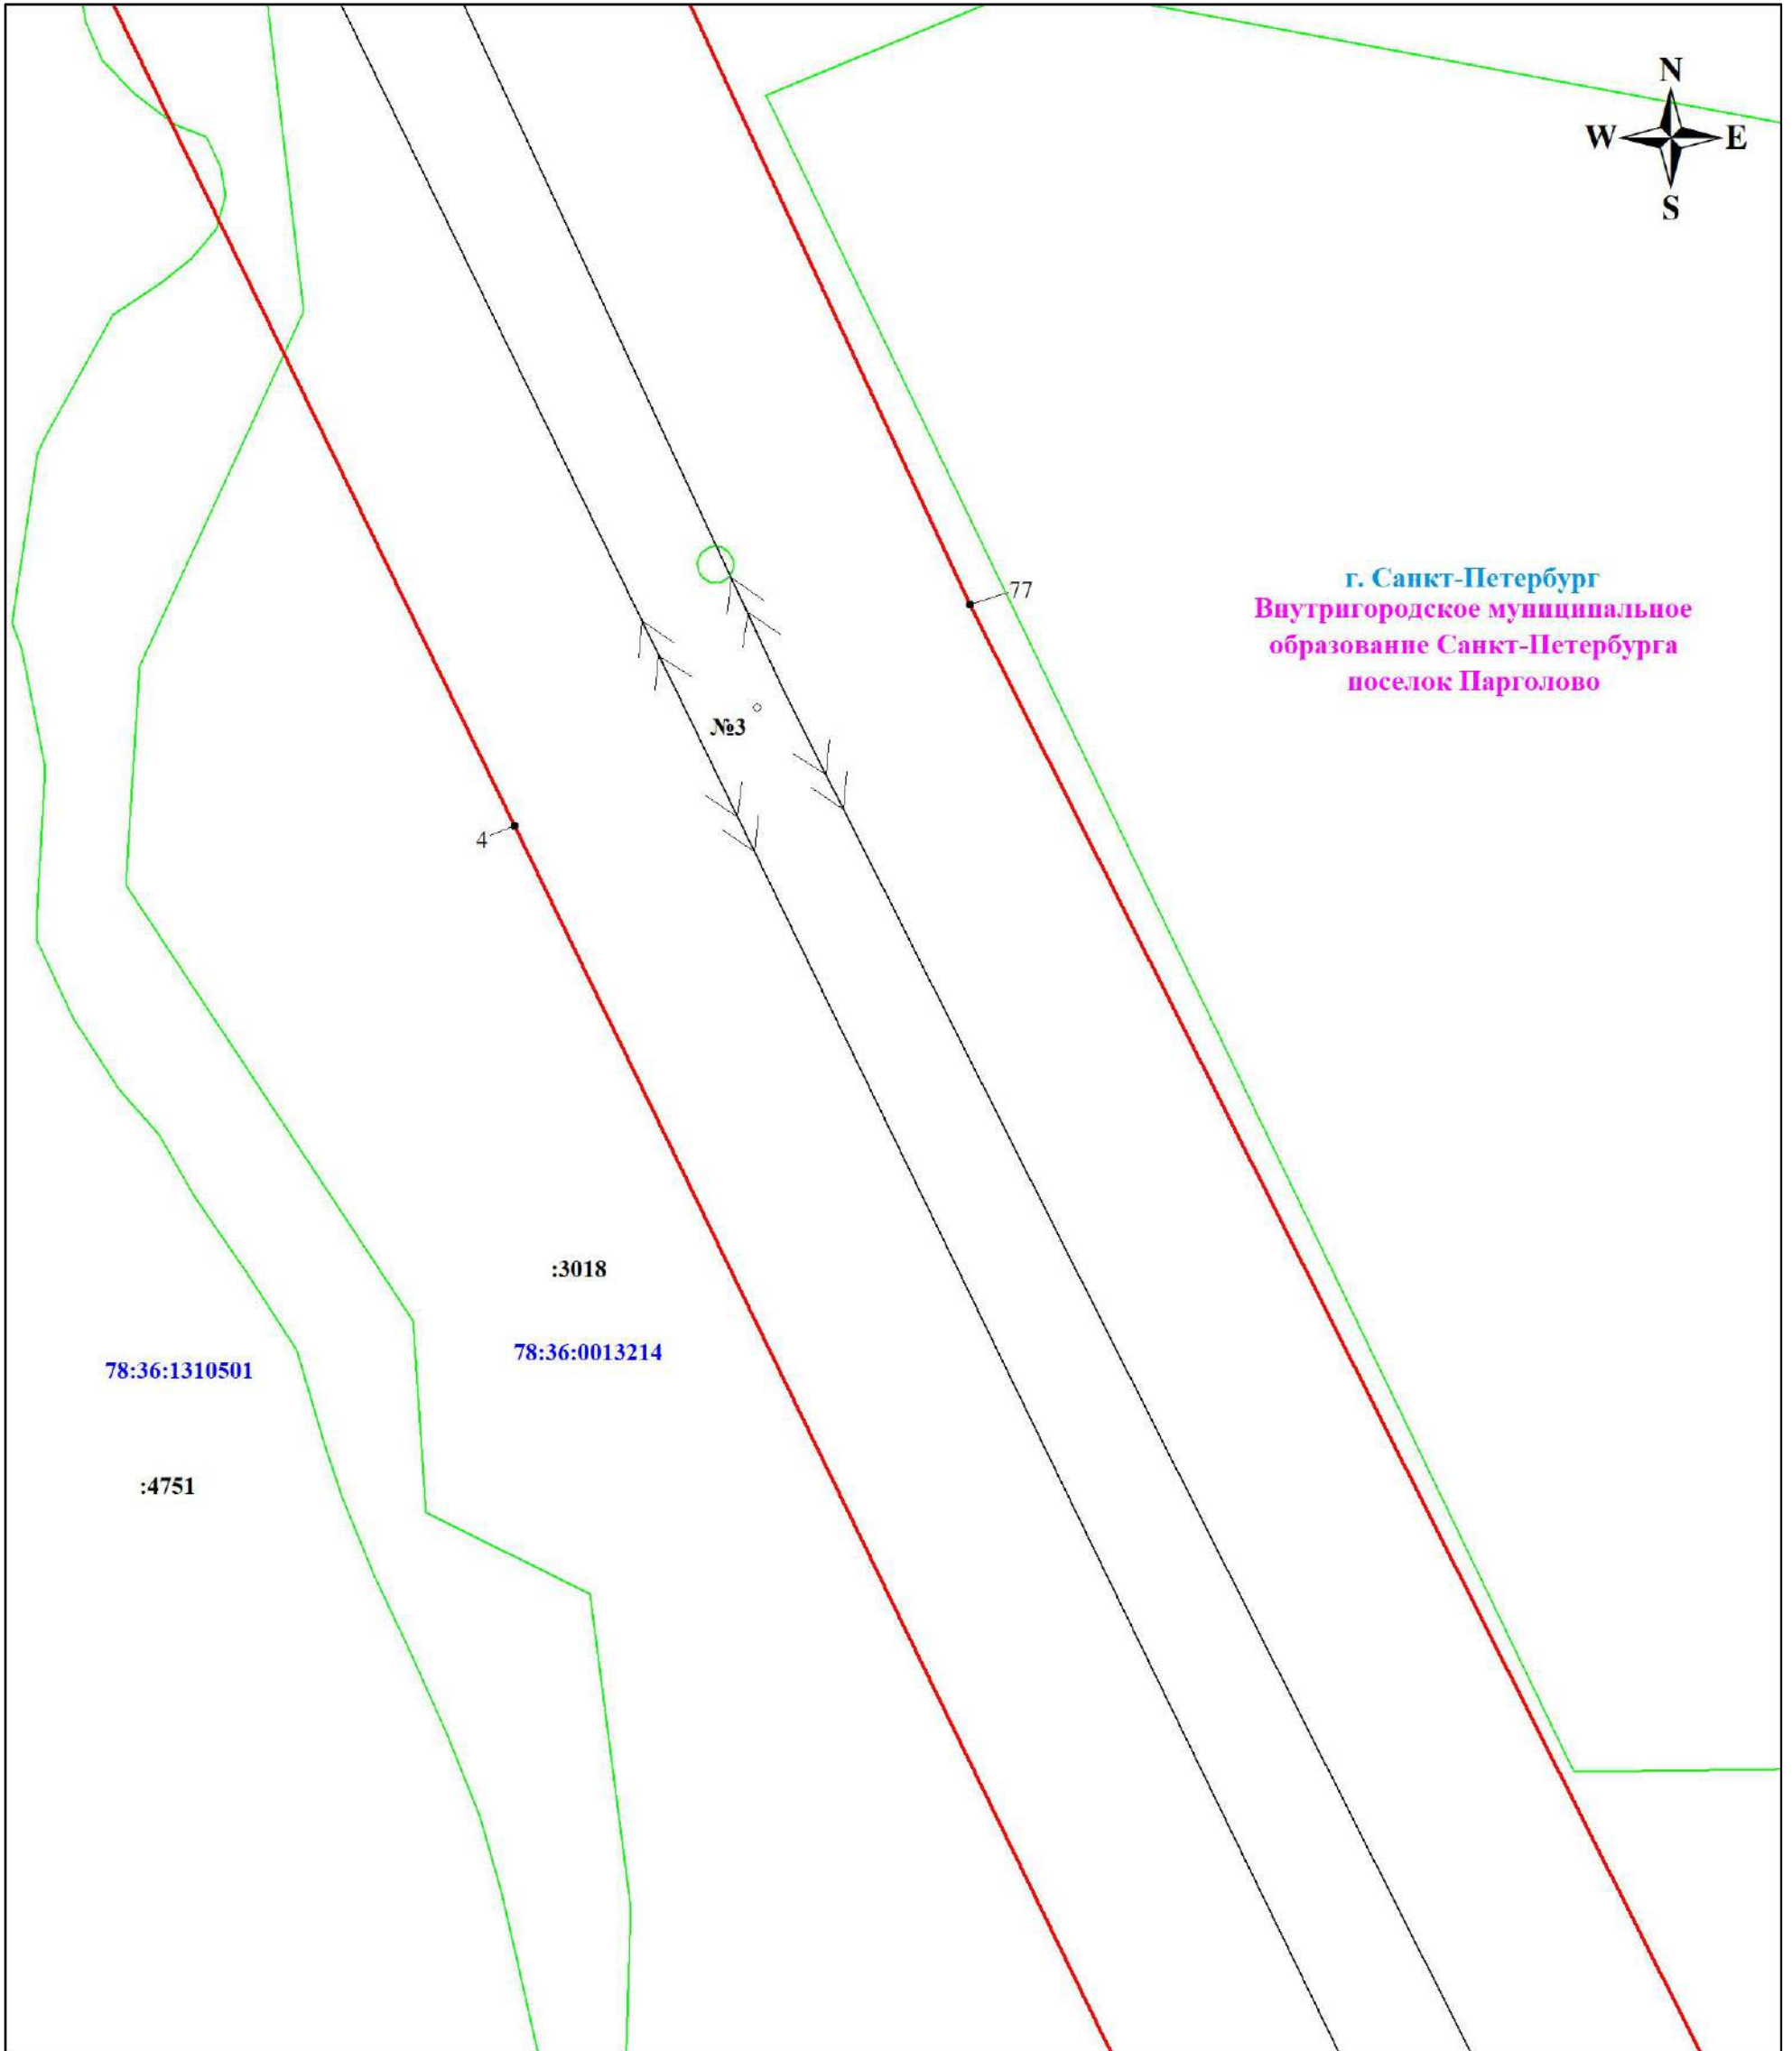 N
W E
S
77
г. Санкт-Петербург
Внутригородское муниципальное
образование Санкт-Петербурга
поселок Парголово
№3
4
:3018
78:36:0013214
78:36:1310501
:4751